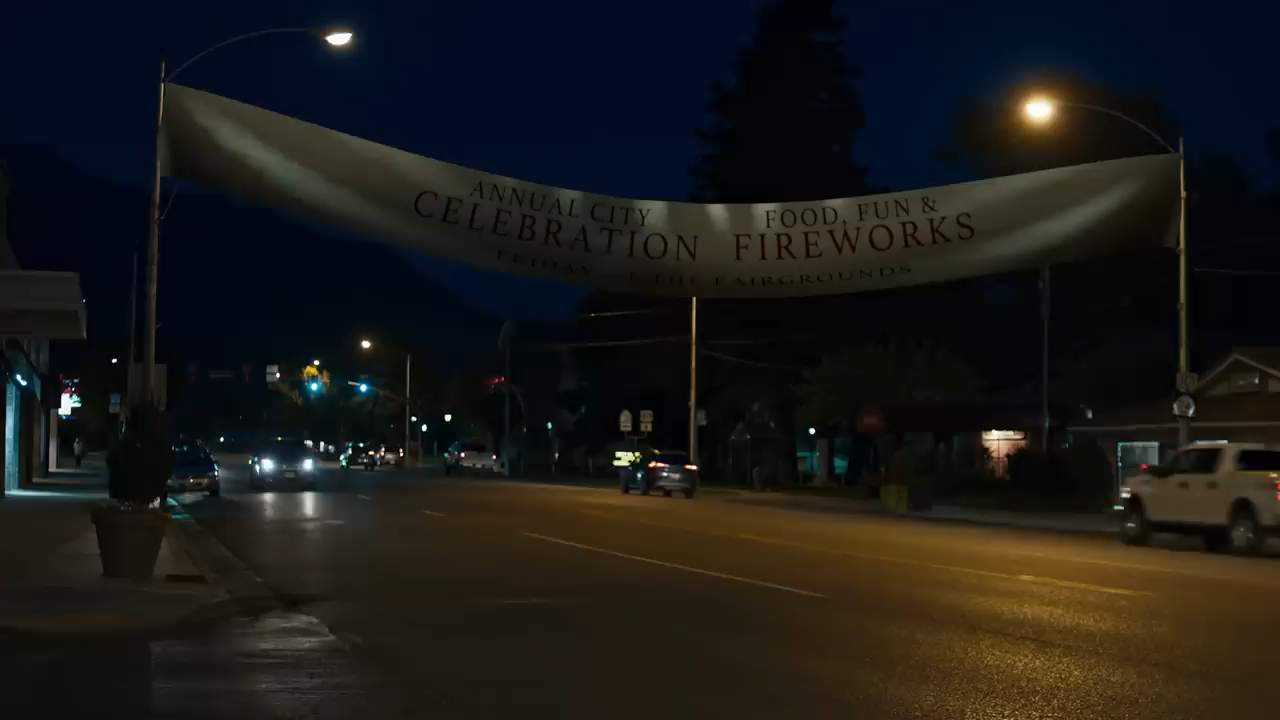 ANNUAL CITY
CELEBRATION
FOOD, FUN &
FIREWORKS
FRIDAY THE FAIRGROUNDS